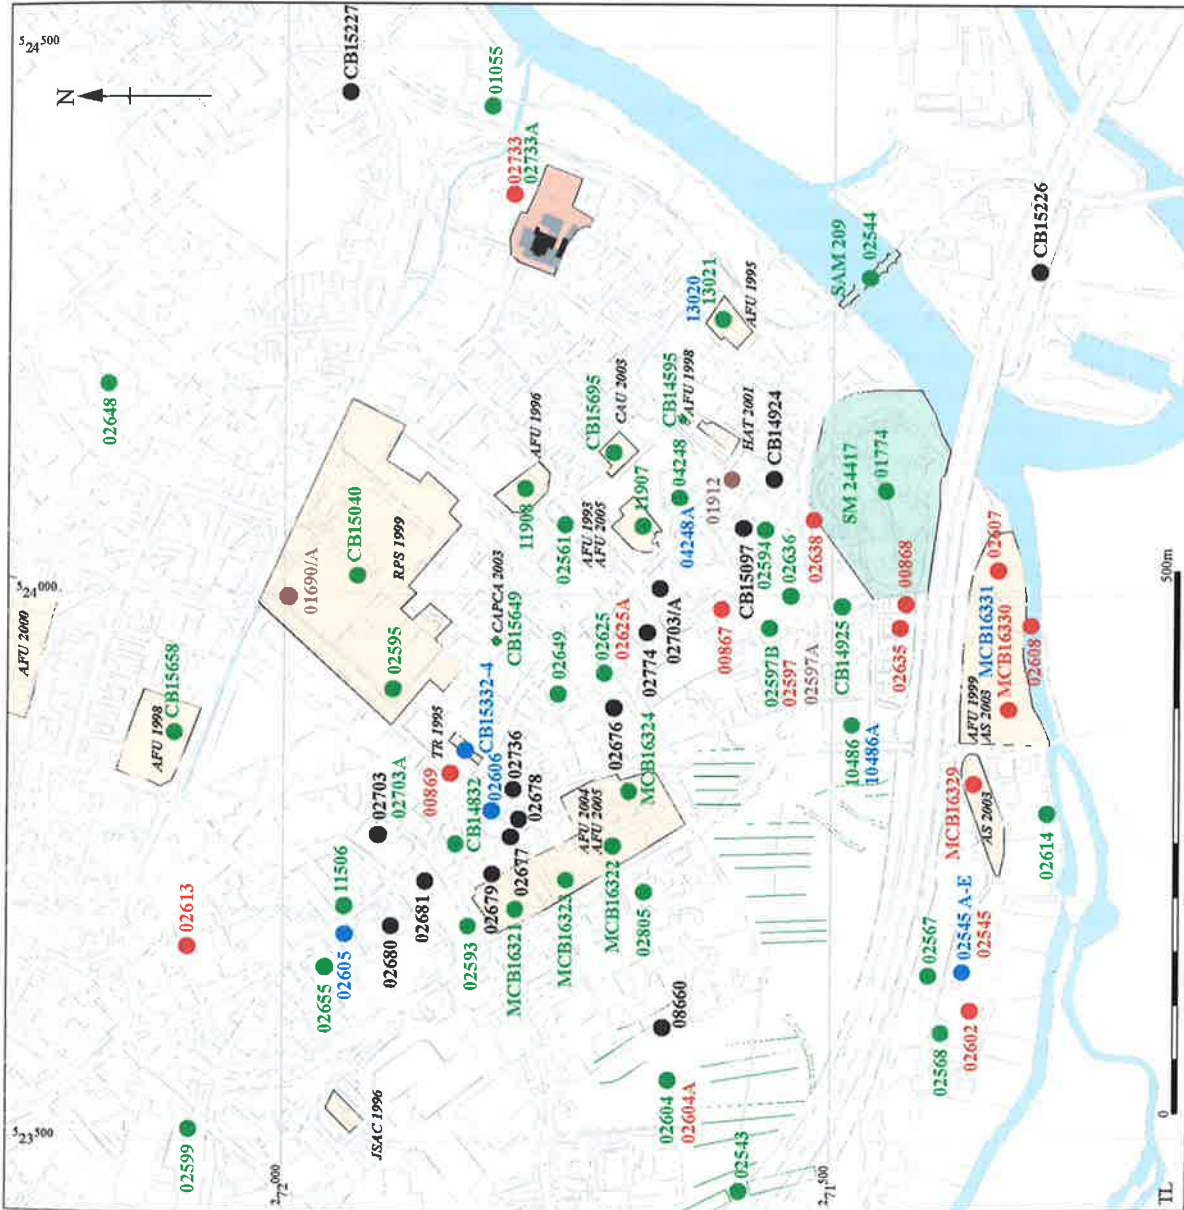 5 24 500
N
CB15227
01055
02733
02733A
02648
AFU 2000
CB15658
AFU 1998
01690/A
CB15040
RPS 1999
02595
11908
AFU 1996
CB15695
CAU 2003
13020
13021
AFU 1995
SAM 209
02544
CB15226
CB14595
AFU 1998
HAT 2001
CB14924
04248
04248A
01912
11907
AFU 1993
AFU 2005
02561
SM 24417
01774
CB15097
02594
02636
02638
5 24 000
CAPCA 2003
CB15649
02649
02625
02625A
02703/A
02774
00867
02597B
02597
02597A
CB14925
00868
02635
02607
MCB16331
MCB16330
02608
AFU 1999
AS 2003
TR 1995
CB15332-4
00869
02606
CB14832
02736
02678
02676
MCB16324
AFU 2004
AFU 2005
10486
10486A
MCB16329
AS 2003
02614
02703
02703A
11506
02605
02655
02613
02681
02680
02593
02679
02677
MCB16321
MCB16323
MCB16322
02805
02567
02545 A-E
02545
02568
02602
08660
02604
02604A
02543
JSAC 1996
02599
5 23 500
2 72 000
2 71 500
TL
0
500m